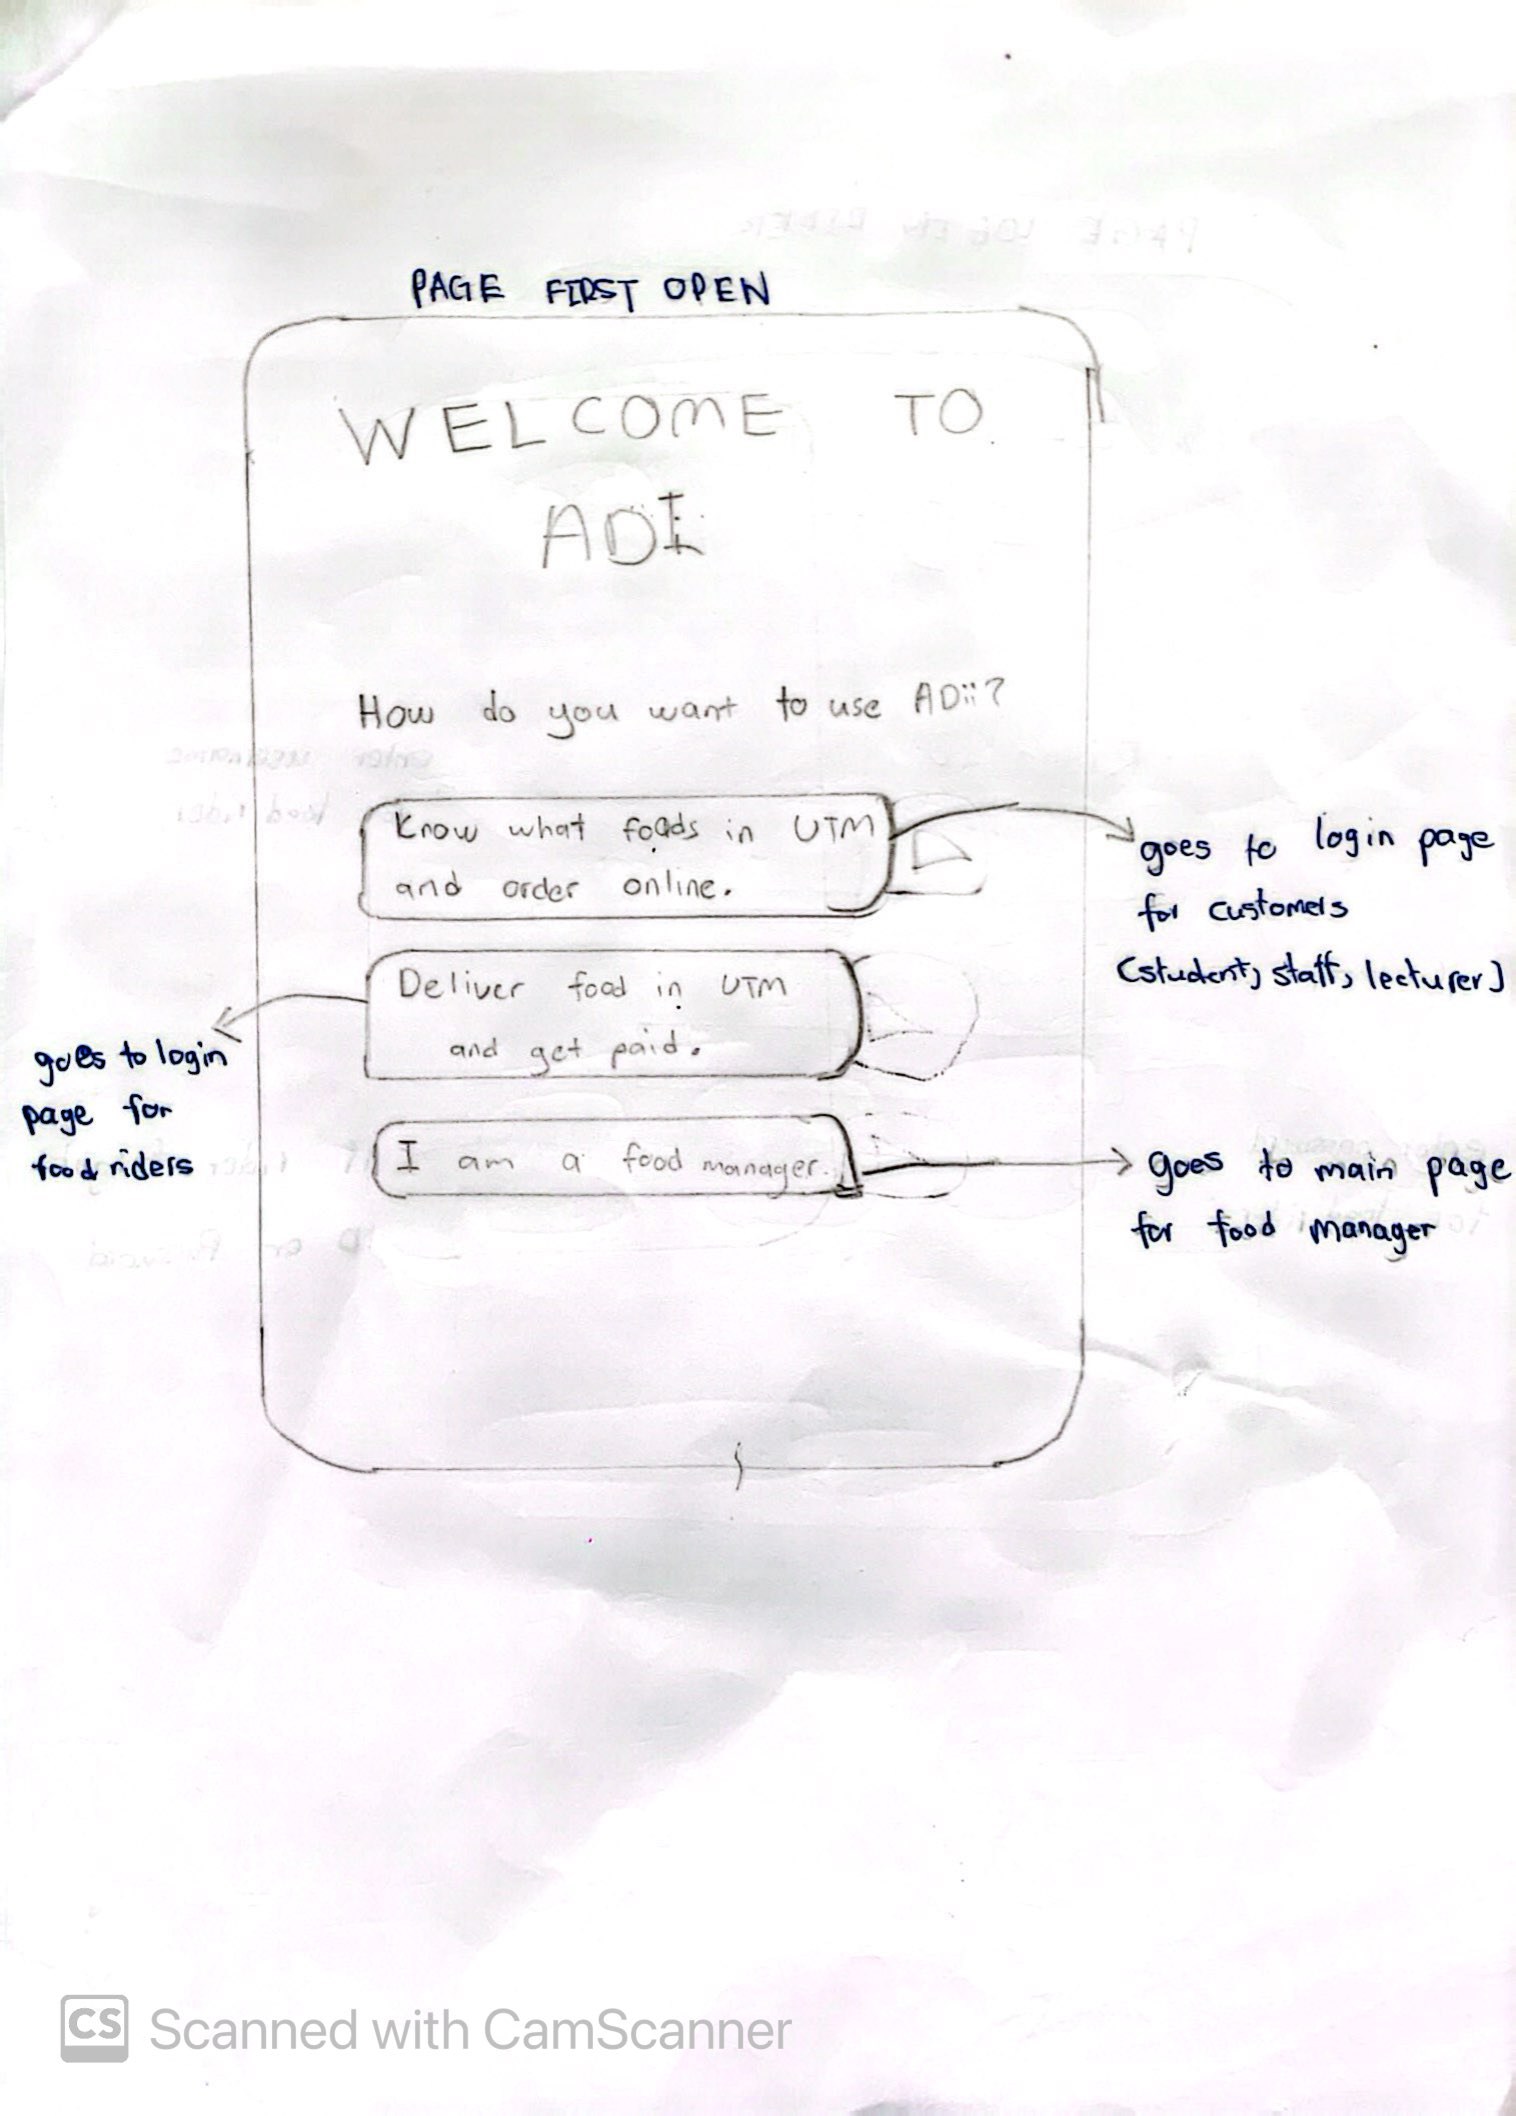 PAGE FIRST OPEN
WELCOME TO
ADI
How do you want to use ADii?
Know what foods in UTM
and order online.
goes to login page
for customers
(student, staff, lecturer)
Deliver food in UTM
and get paid.
goes to login
page for
food riders
I am a food manager.
goes to main page
for food manager
CS Scanned with CamScanner